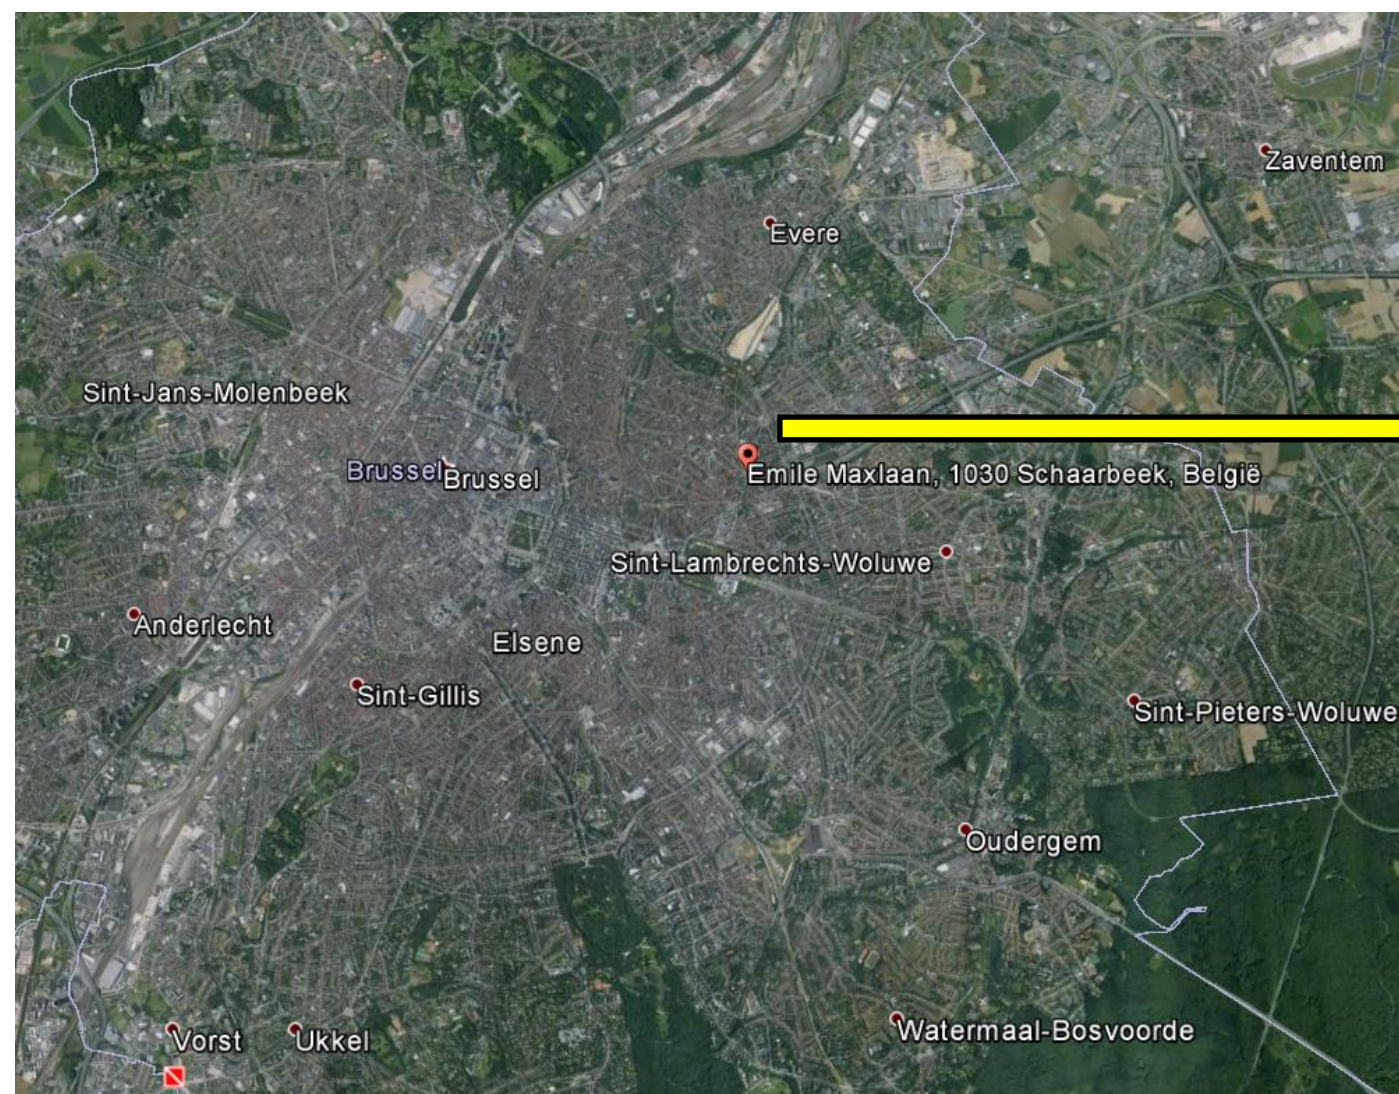 Zaventem
Evere
Sint-Jans-Molenbeek
Brussel
Brussel
Emile Maxlaan, 1030 Schaarbeek, België
Sint-Lambrechts-Woluwe
Anderlecht
Elsene
Sint-Gillis
Sint-Pieters-Woluwe
Oudergem
Vorst
Ukkel
Watermaal-Bosvoorde